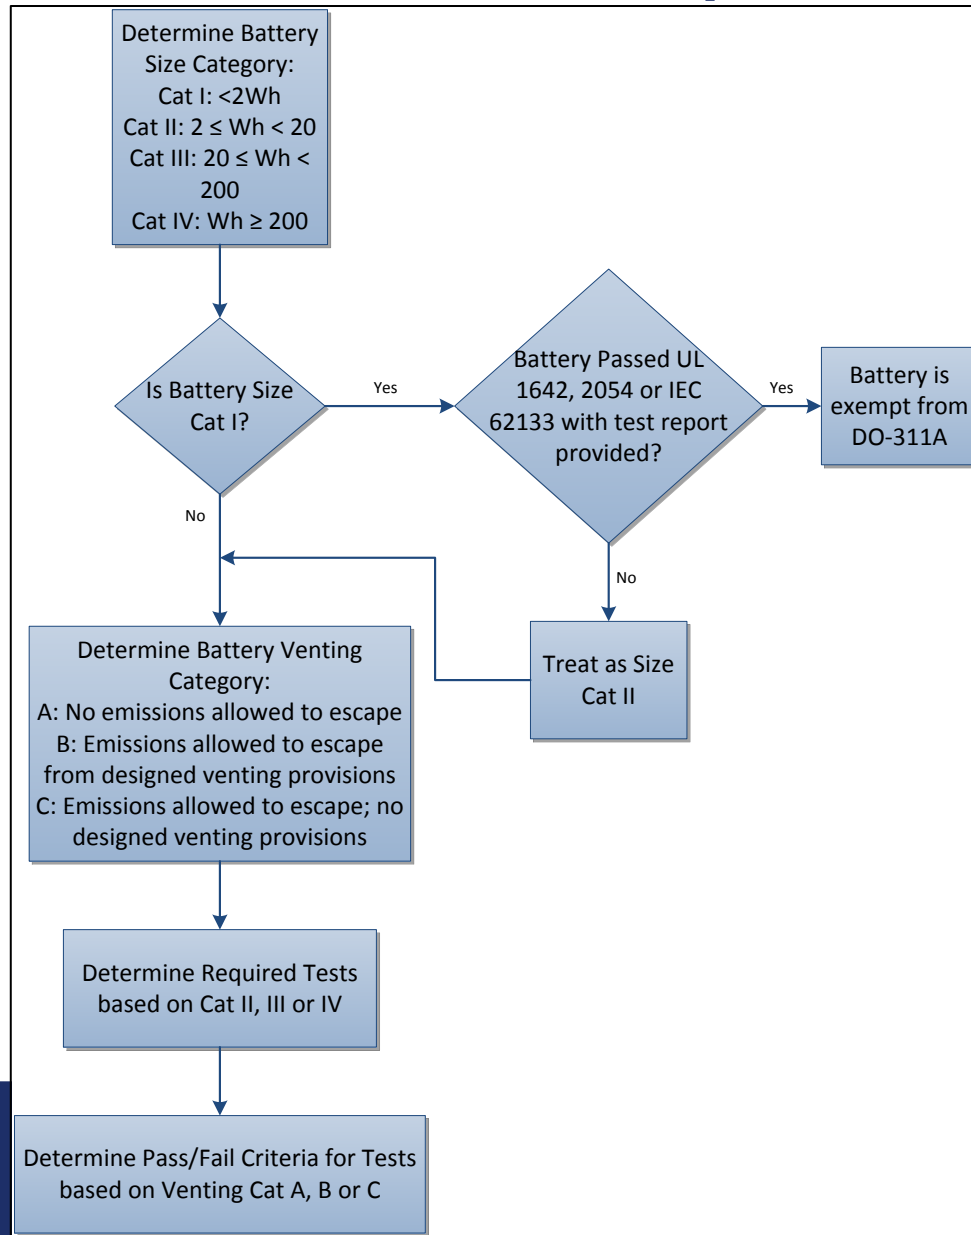 Determine Battery
Size Category:
Cat I: <2Wh
Cat II: 2 ≤ Wh < 20
Cat III: 20 ≤ Wh <
200
Cat IV: Wh ≥ 200
Is Battery Size
Cat I?
Yes
Battery Passed UL
1642, 2054 or IEC
62133 with test report
provided?
Yes
Battery is
exempt from
DO-311A
No
No
Treat as Size
Cat II
Determine Battery Venting
Category:
A: No emissions allowed to escape
B: Emissions allowed to escape
from designed venting provisions
C: Emissions allowed to escape; no
designed venting provisions
Determine Required Tests
based on Cat II, III or IV
Determine Pass/Fail Criteria for Tests
based on Venting Cat A, B or C